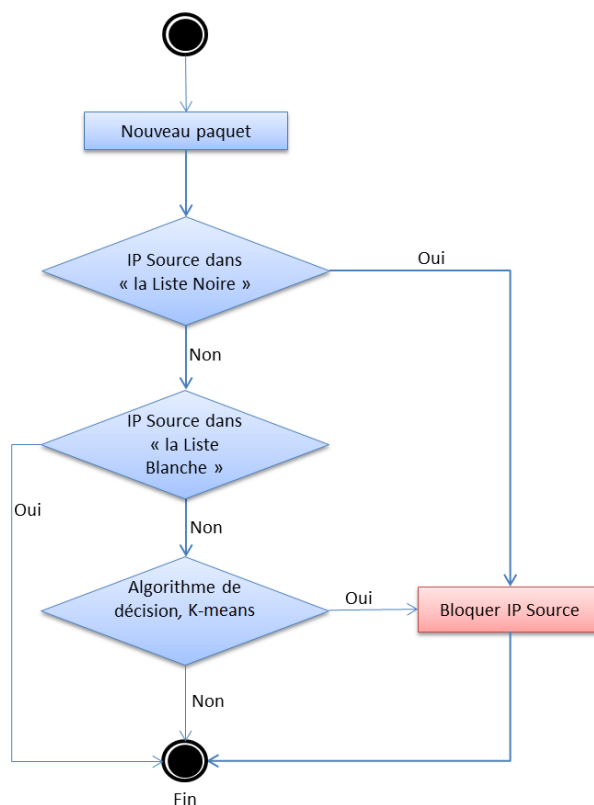 Nouveau paquet
IP Source dans
« la Liste Noire »
Oui
Non
IP Source dans
« la Liste
Blanche »
Oui
Non
Algorithme de
décision, K-means
Oui
Bloquer IP Source
Non
Fin